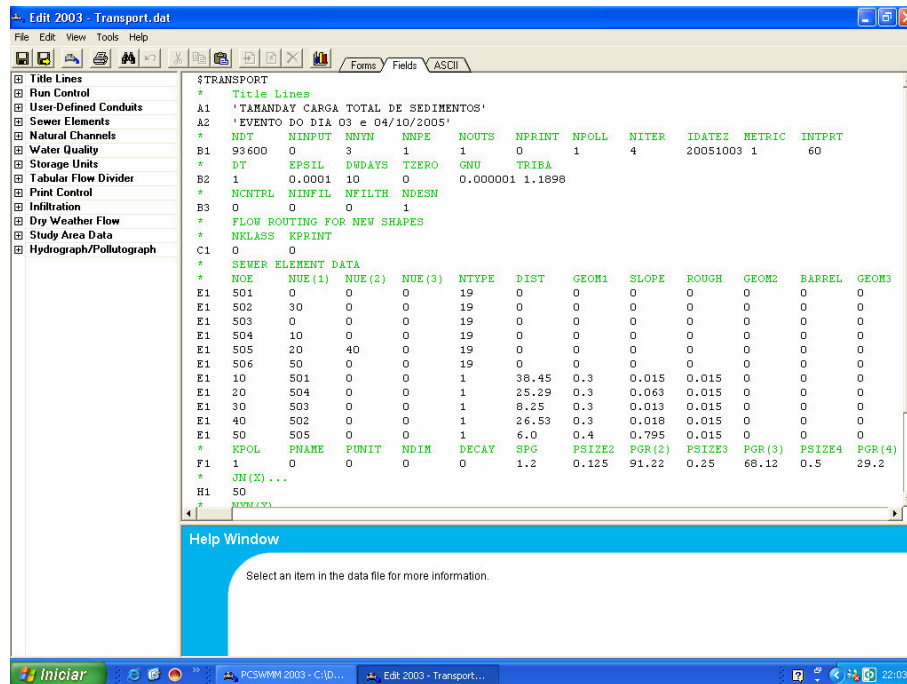 Edit 2003 - Transport.dat
File Edit View Tools Help
Forms Fields ASCII
Title Lines
Run Control
User-Defined Conduits
Sewer Elements
Natural Channels
Water Quality
Storage Units
Tabular Flow Divider
Print Control
Infiltration
Dry Weather Flow
Study Area Data
Hydrograph/Pollutograph
$TRANSPORT
* Title Lines
A1 'TAMANDAY CARGA TOTAL DE SEDIMENTOS'
A2 'EVENTO DO DIA 03 e 04/10/2005'
* NDT NINPUT NNYN NNPE NOUTS NPRINT NPOLL NITER IDATEZ METRIC INTPRT
B1 93600 0 3 1 1 0 1 4 20051003 1 60
* DT EPSIL DWDAYS TZERO GNU TRIBA
B2 1 0.0001 10 0 0.000001 1.1898
* NCNTRL NINFIL NFILTH NDESN
B3 0 0 0 1
* FLOW ROUTING FOR NEW SHAPES
* NKLASS KPRINT
C1 0 0
* SEWER ELEMENT DATA
* NOE NUE(1) NUE(2) NUE(3) NTYPE DIST GEOM1 SLOPE ROUGH GEOM2 BARREL GEOM3
E1 501 0 0 0 19 0 0 0 0 0 0 0
E1 502 30 0 0 19 0 0 0 0 0 0 0
E1 503 0 0 0 19 0 0 0 0 0 0 0
E1 504 10 0 0 19 0 0 0 0 0 0 0
E1 505 20 40 0 19 0 0 0 0 0 0 0
E1 506 50 0 0 19 0 0 0 0 0 0 0
E1 10 501 0 0 1 38.45 0.3 0.015 0.015 0 0 0
E1 20 504 0 0 1 25.29 0.3 0.063 0.015 0 0 0
E1 30 503 0 0 1 8.25 0.3 0.013 0.015 0 0 0
E1 40 502 0 0 1 26.53 0.3 0.018 0.015 0 0 0
E1 50 505 0 0 1 6.0 0.4 0.795 0.015 0 0 0
* KPOL PNAME PUNIT NDIM DECAY SPG PSIZE2 PGR(2) PSIZE3 PGR(3) PSIZE4 PGR(4)
F1 1 0 0 0 0 1.2 0.125 91.22 0.25 68.12 0.5 29.2
* JN(X)...
H1 50
* NYN(X)
Help Window
Select an item in the data file for more information.
Iniciar
PCSWMM 2003 - C:\D...
Edit 2003 - Transport...
22:03